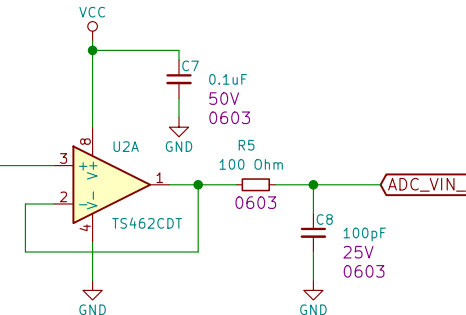 VCC
C7
0.1uF
50V
0603
GND
8
U2A
3
+
V+
1
2
-
V-
4
TS462CDT
R5
100 Ohm
0603
ADC_VIN_
C8
100pF
25V
0603
GND
GND